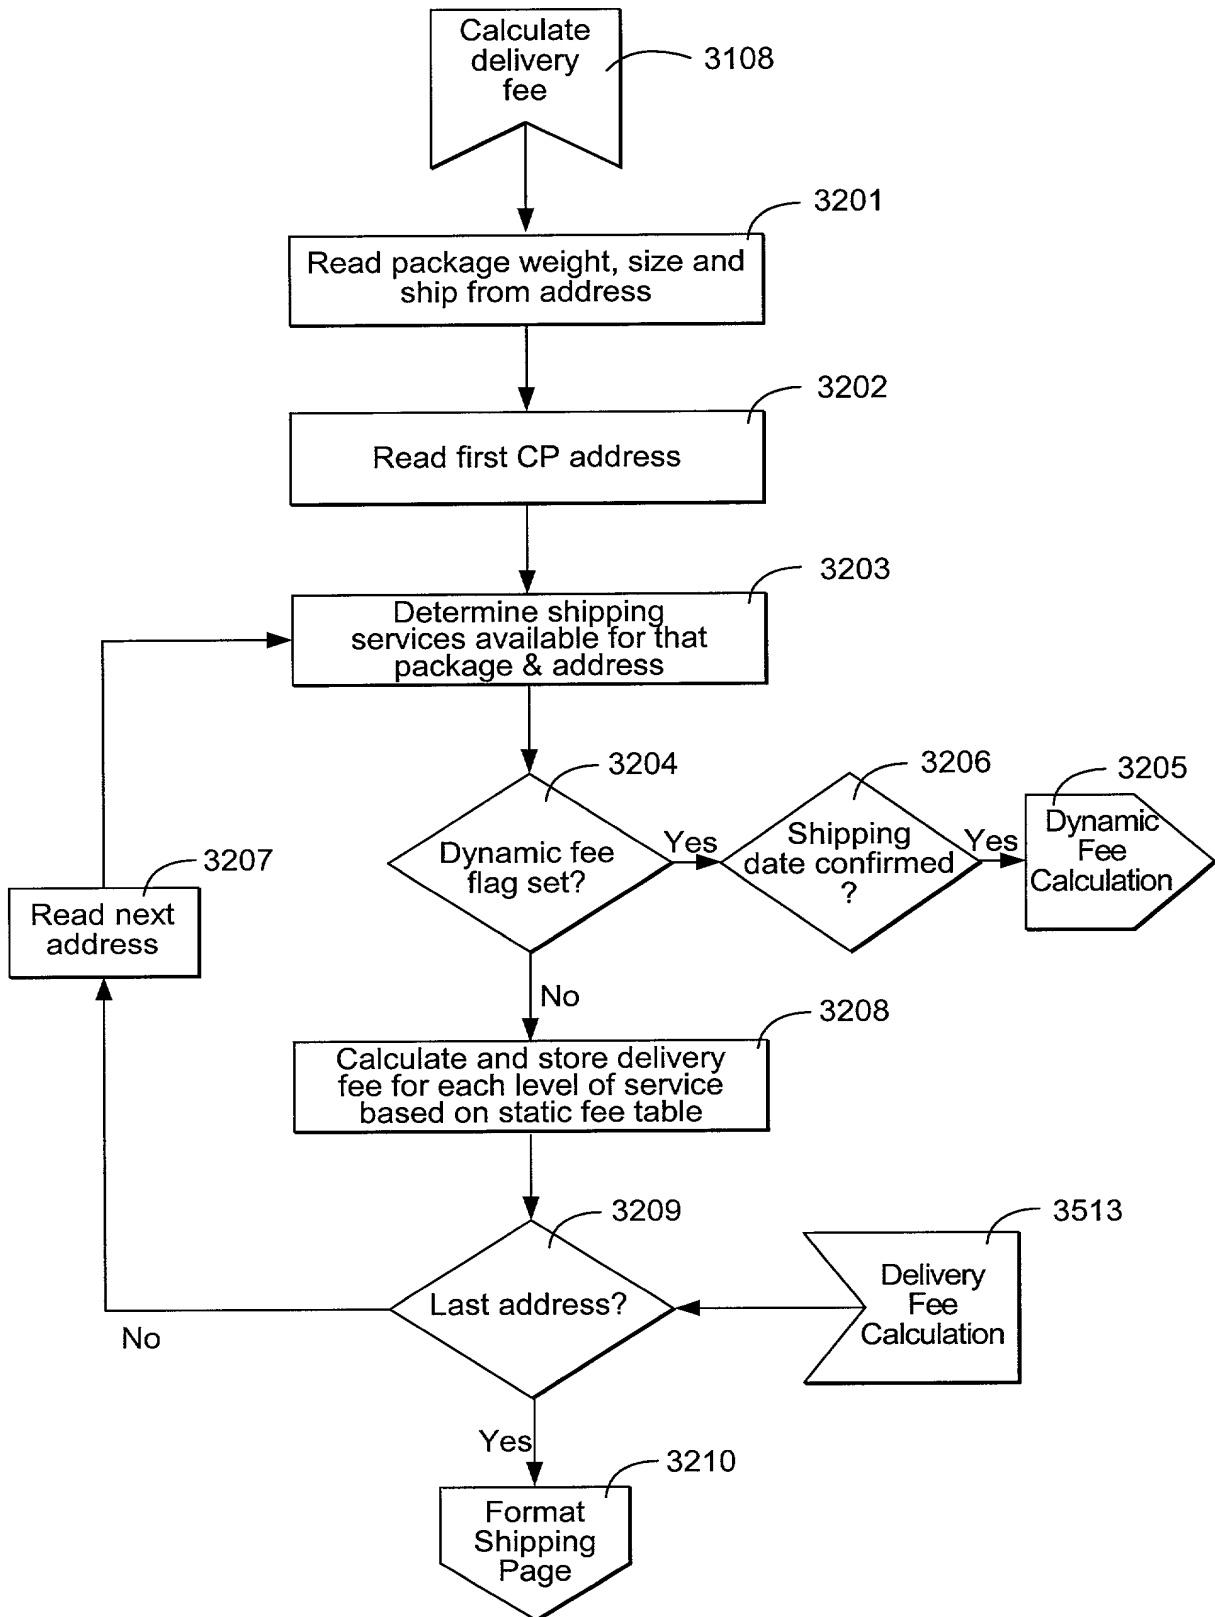 Calculate
delivery
fee
3108
3201
Read package weight, size and
ship from address
3202
Read first CP address
3203
Determine shipping
services available for that
package & address
3204
Dynamic fee
flag set?
Yes
3206
Shipping
date confirmed
?
Yes
3205
Dynamic
Fee
Calculation
3207
Read next
address
No
3208
Calculate and store delivery
fee for each level of service
based on static fee table
3209
Last address?
No
3513
Delivery
Fee
Calculation
Yes
3210
Format
Shipping
Page